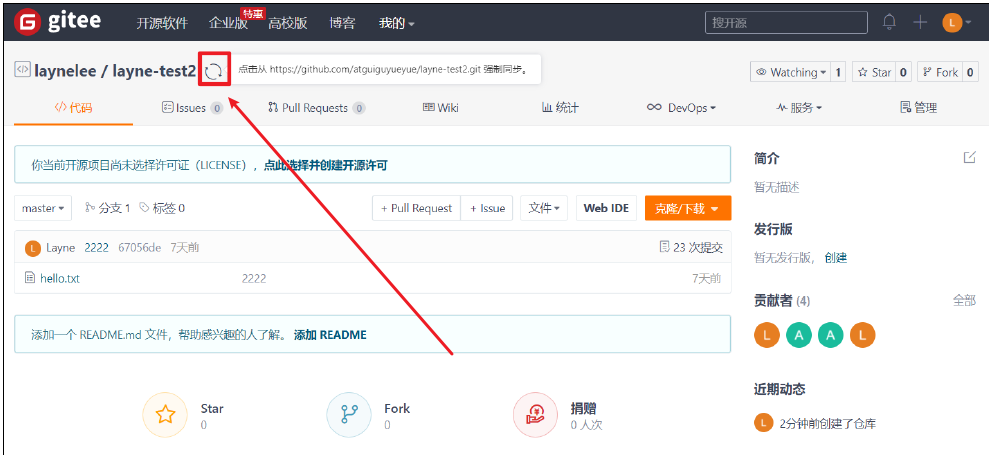 gitee 开源软件 企业版 特惠 高校版 博客 我的 搜开源 L
laynelee / layne-test2 点击从 https://github.com/atguiguyueyue/layne-test2.git 强制同步。 Watching 1 Star 0 Fork 0
代码 Issues 0 Pull Requests 0 Wiki 统计 DevOps 服务 管理
你当前开源项目尚未选择许可证（LICENSE），点此选择并创建开源许可
简介
暂无描述
master 分支 1 标签 0 + Pull Request + Issue 文件 Web IDE 克隆/下载
发行版
L Layne 2222 67056de 7天前 23 次提交
暂无发行版， 创建
hello.txt 2222 7天前
贡献者 (4) 全部
添加一个 README.md 文件，帮助感兴趣的人了解。 添加 README
L A A L
近期动态
Star 0
Fork 0
捐赠 0 人次
L 2分钟前创建了仓库